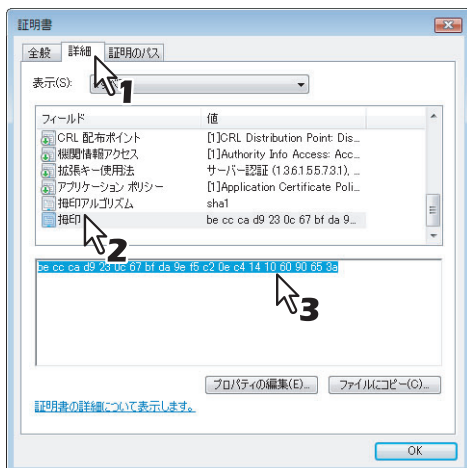 証明書
全般 詳細 証明のパス
表示(S):
1
フィールド 値
CRL 配布ポイント [1]CRL Distribution Point: Dis...
機関情報アクセス [1]Authority Info Access: Acc...
拡張キー使用法 サーバー認証 (1.3.6.1.5.5.7.3.1), ...
アプリケーション ポリシー [1]Application Certificate Poli...
拇印アルゴリズム sha1
拇印 be cc ca d9 23 0c 67 bf da 9...
2
be cc ca d9 23 0c 67 bf da 9e f5 c2 0e c4 14 10 60 90 65 3a
3
プロパティの編集(E)... ファイルにコピー(C)...
証明書の詳細について表示します。
OK